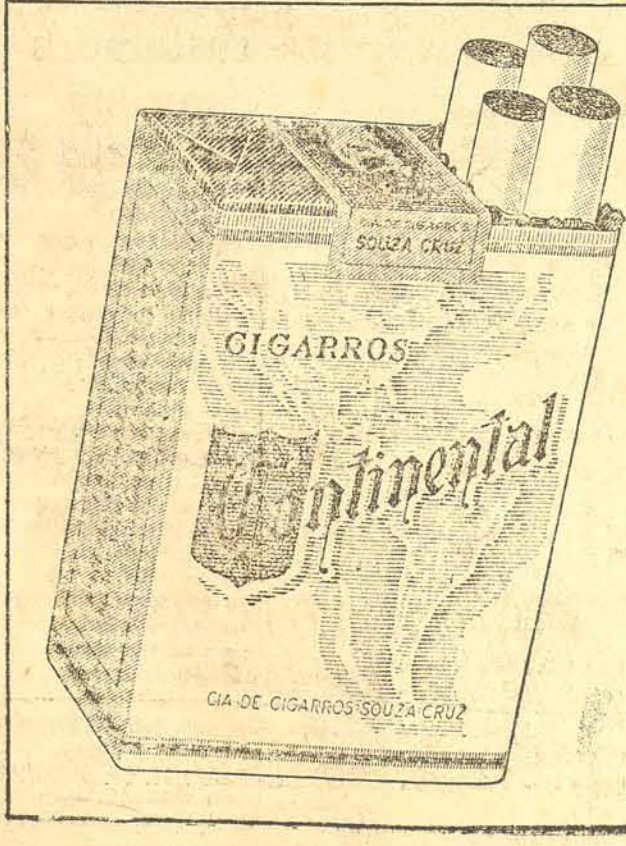 CIA DE CIGARROS
SOUZA CRUZ
CIGARROS
Continental
CIA DE CIGARROS SOUZA CRUZ